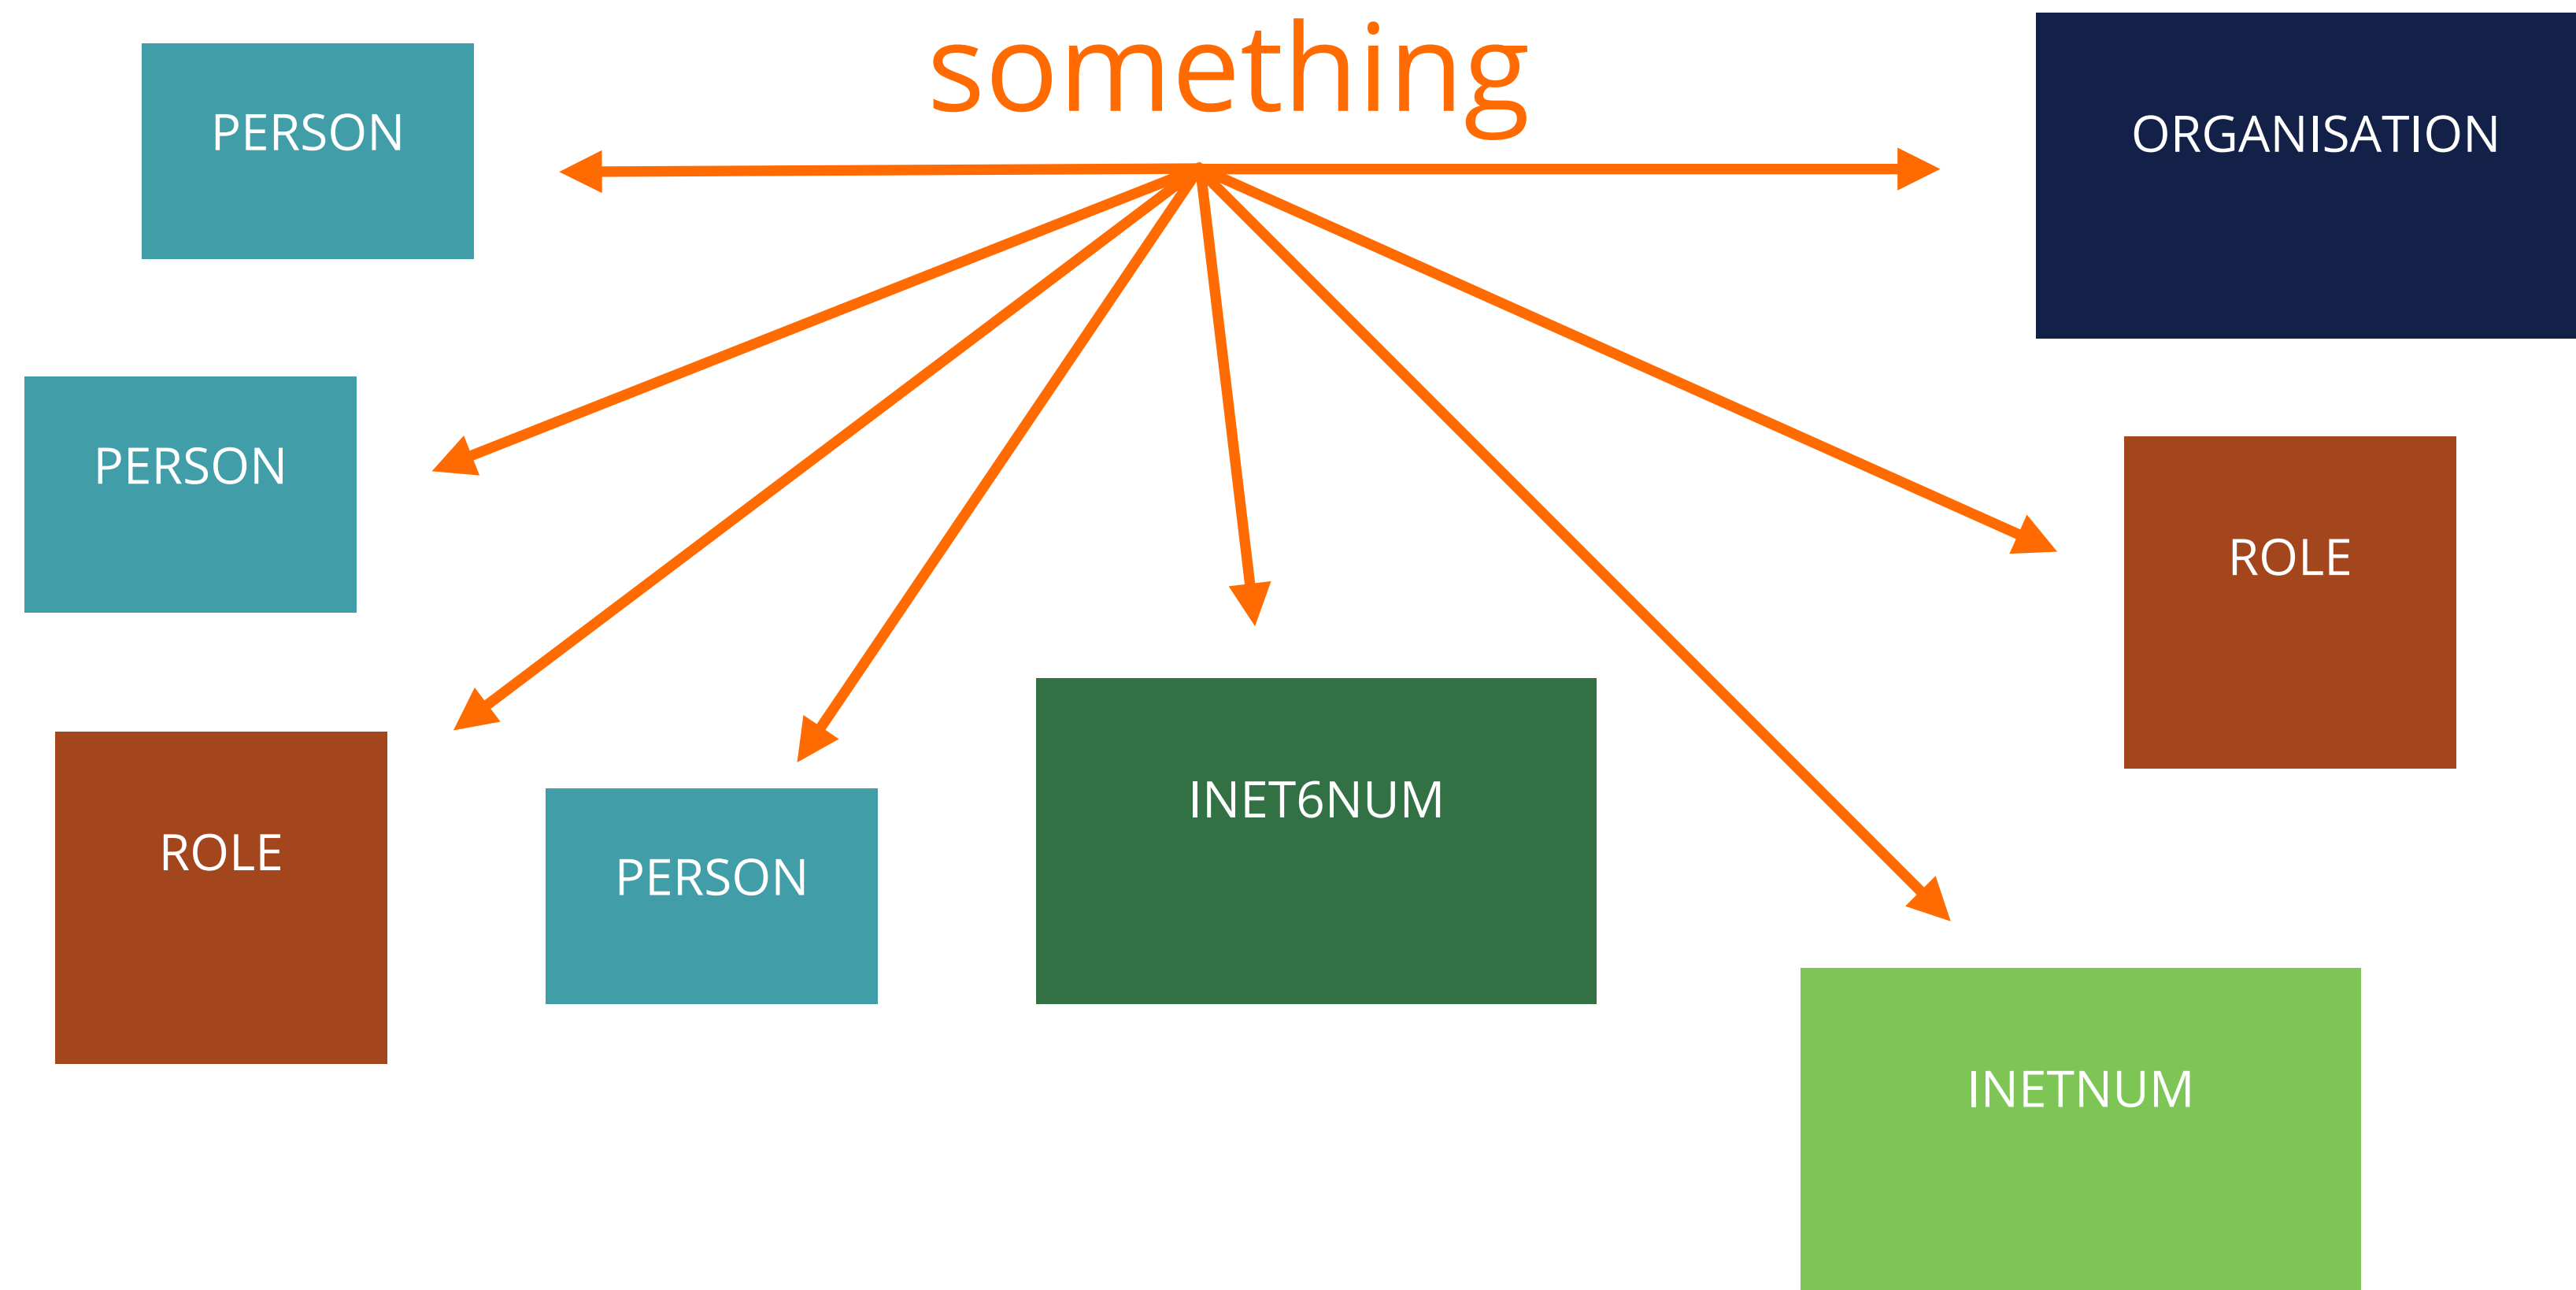 something
PERSON
ORGANISATION
PERSON
ROLE
ROLE
PERSON
INET6NUM
INETNUM